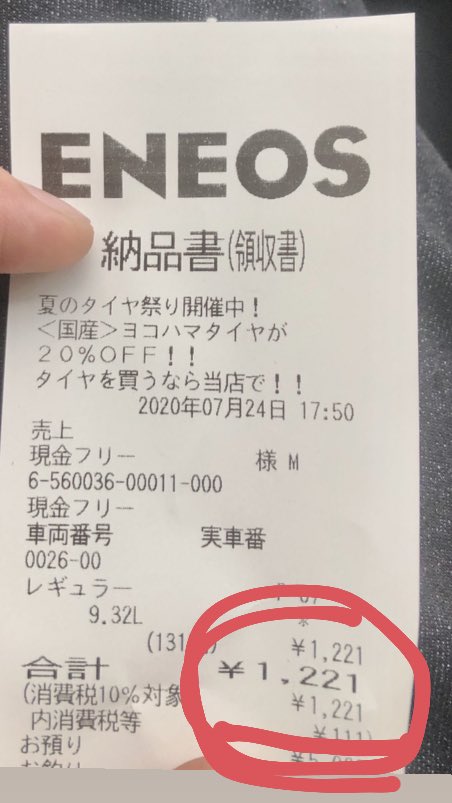 ENEOS
納品書(領収書)
夏のタイヤ祭り開催中！
＜国産＞ヨコハマタイヤが
２０％ＯＦＦ！！
タイヤを買うなら当店で！！
2020年07月24日 17:50
売上
現金フリー 様 M
6-560036-00011-000
現金フリー
車両番号 実車番
0026-00
レギュラー
9.32L *
(131 ¥1,221
合計 ¥1,221
(消費税10%対象 ¥1,221
内消費税等 ¥111)
お預り
お釣り